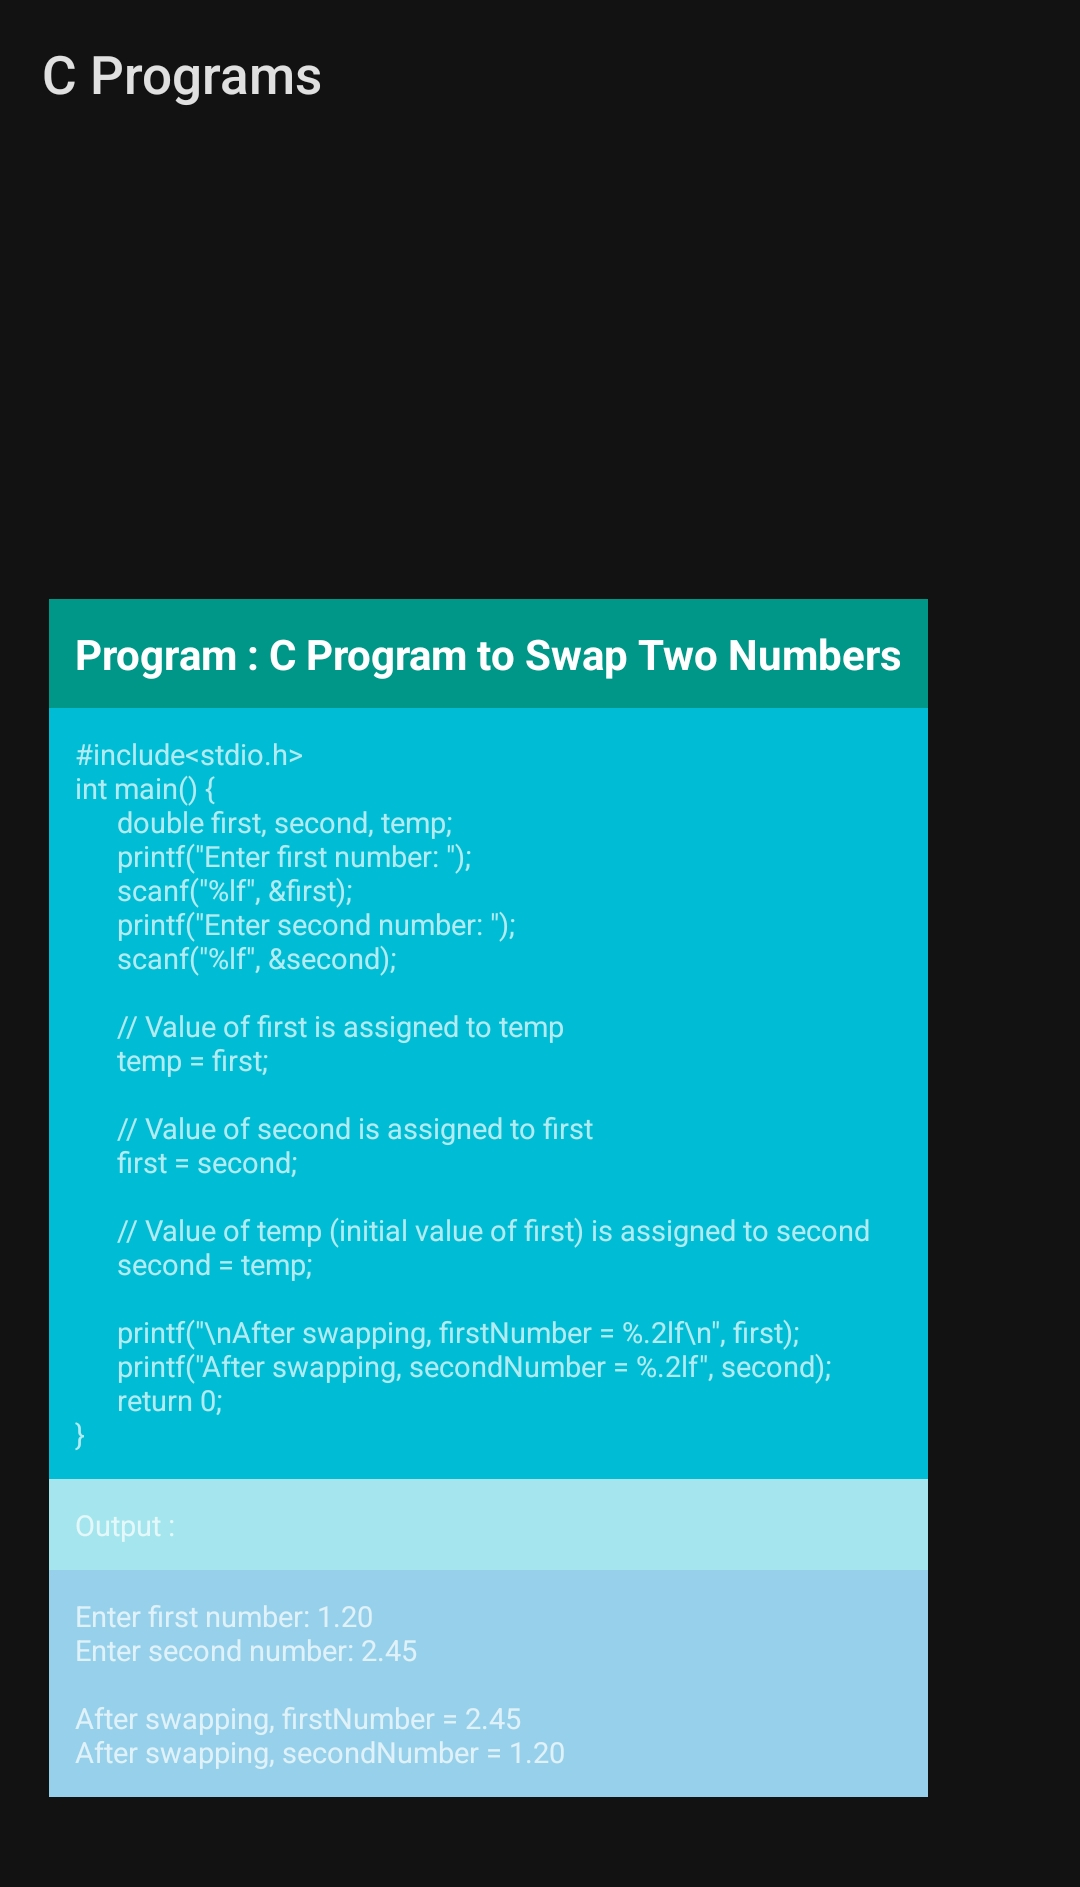 C Programs
Program : C Program to Swap Two Numbers
#include<stdio.h>
int main() {
double first, second, temp;
printf("Enter first number: ");
scanf("%lf", &first);
printf("Enter second number: ");
scanf("%lf", &second);
// Value of first is assigned to temp
temp = first;
// Value of second is assigned to first
first = second;
// Value of temp (initial value of first) is assigned to second
second = temp;
printf("\nAfter swapping, firstNumber = %.2lf\n", first);
printf("After swapping, secondNumber = %.2lf", second);
return 0;
}
Output :
Enter first number: 1.20
Enter second number: 2.45
After swapping, firstNumber = 2.45
After swapping, secondNumber = 1.20